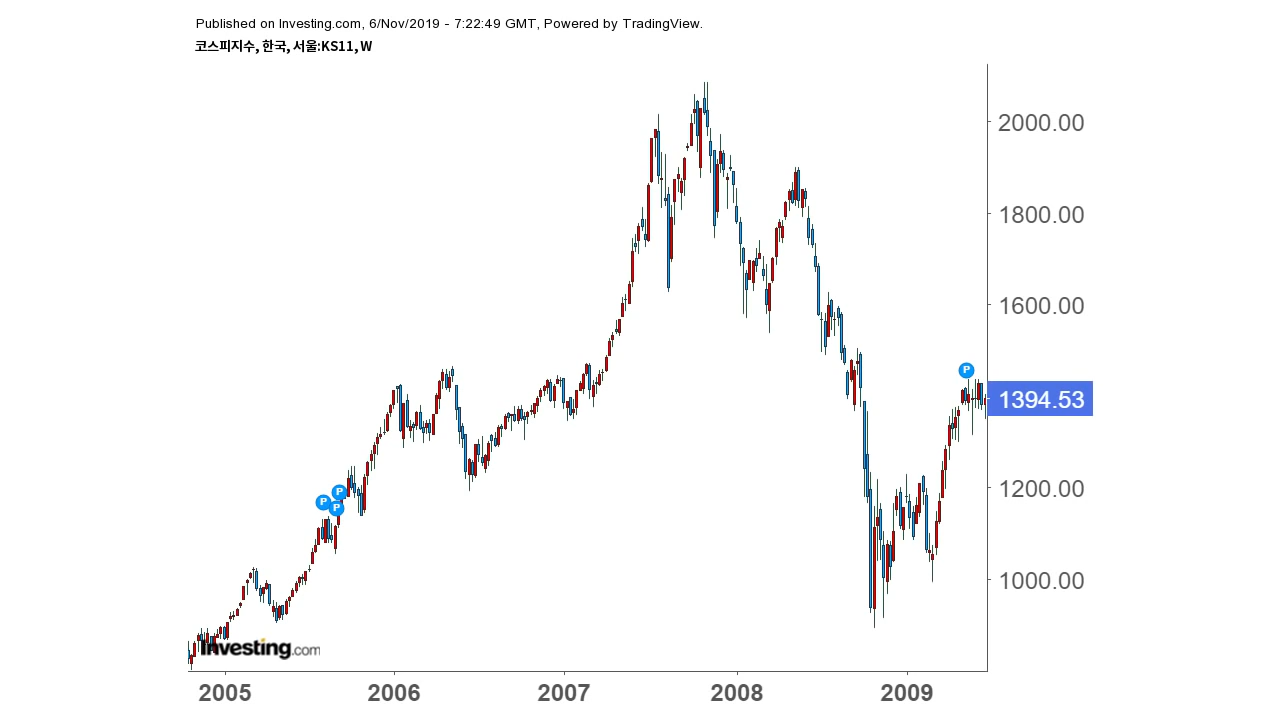 Published on Investing.com, 6/Nov/2019 - 7:22:49 GMT, Powered by TradingView.
코스피지수, 한국, 서울:KS11, W
2000.00
1800.00
1600.00
P
1394.53
P
P
P
1200.00
1000.00
Investing.com
2005 2006 2007 2008 2009